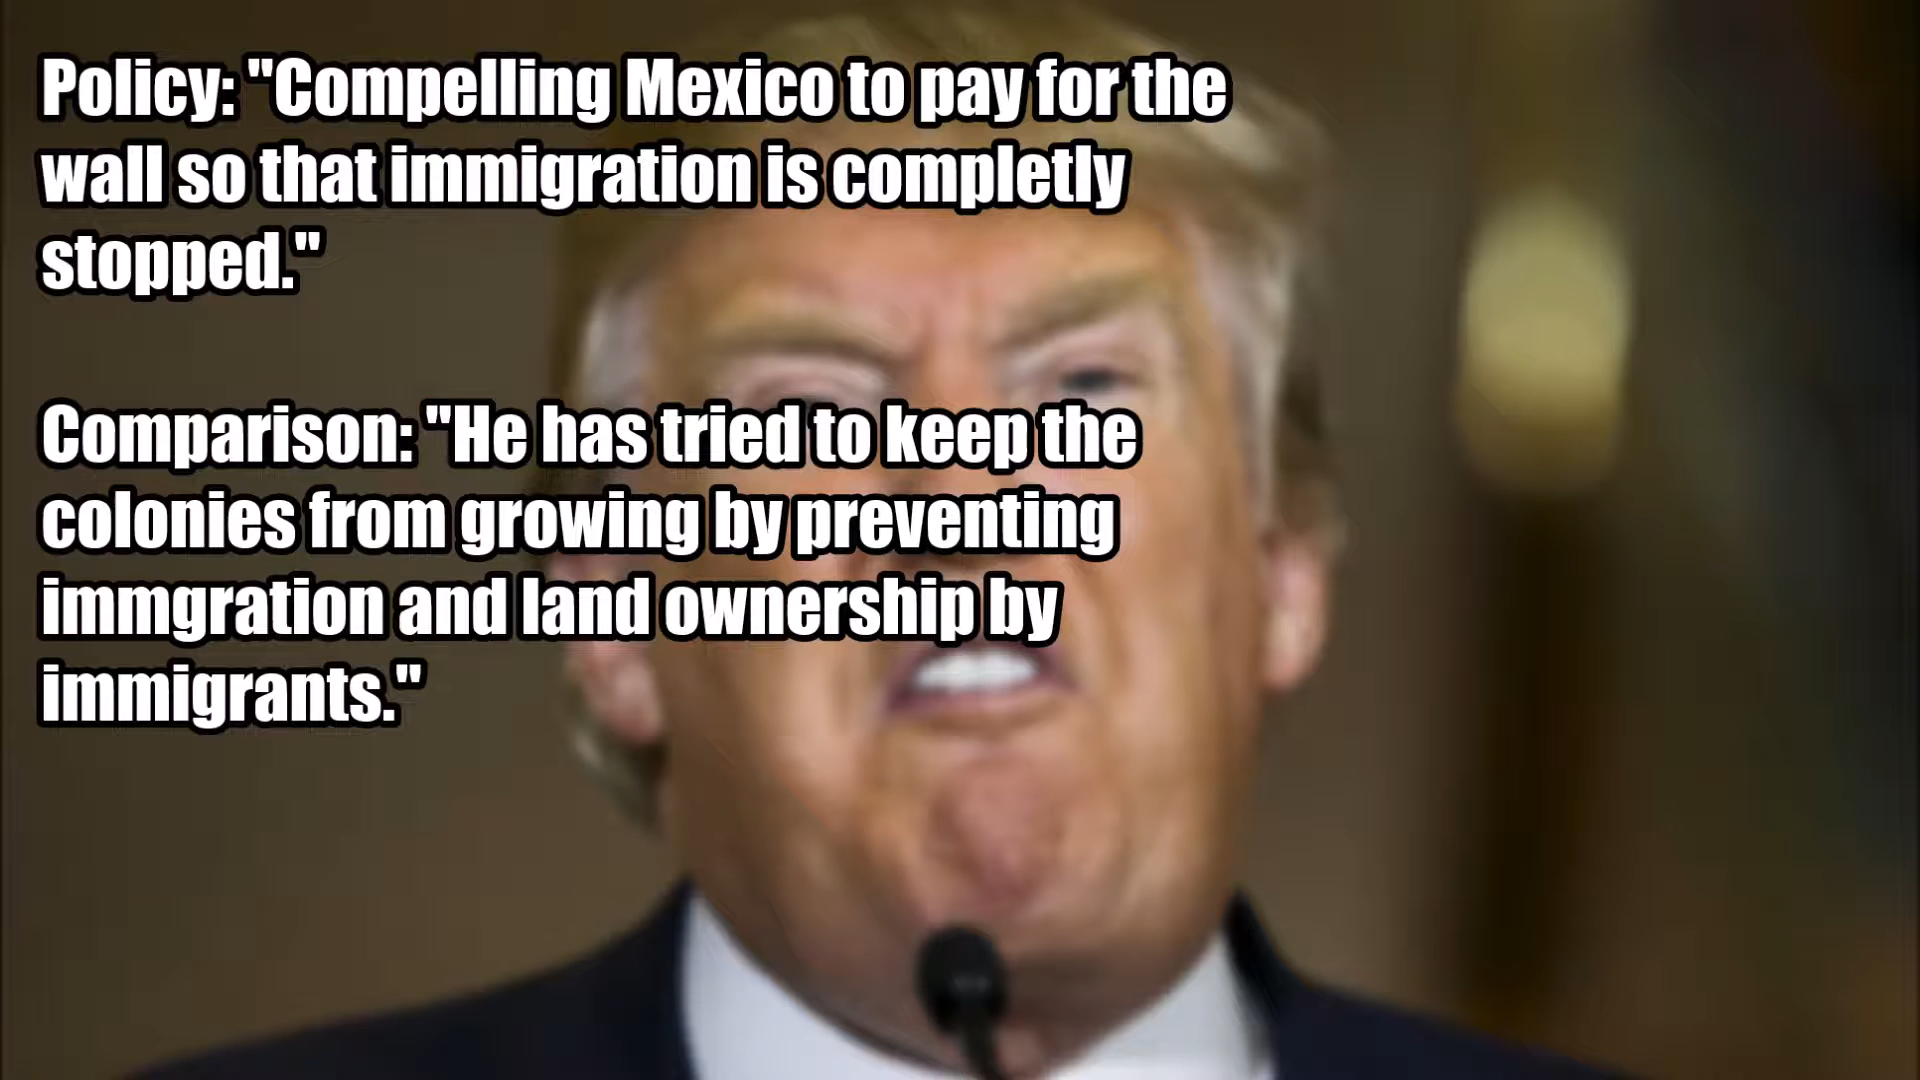 Policy: "Compelling Mexico to pay for the
wall so that immigration is completly
stopped."
Comparison: "He has tried to keep the
colonies from growing by preventing
immgration and land ownership by
immigrants."